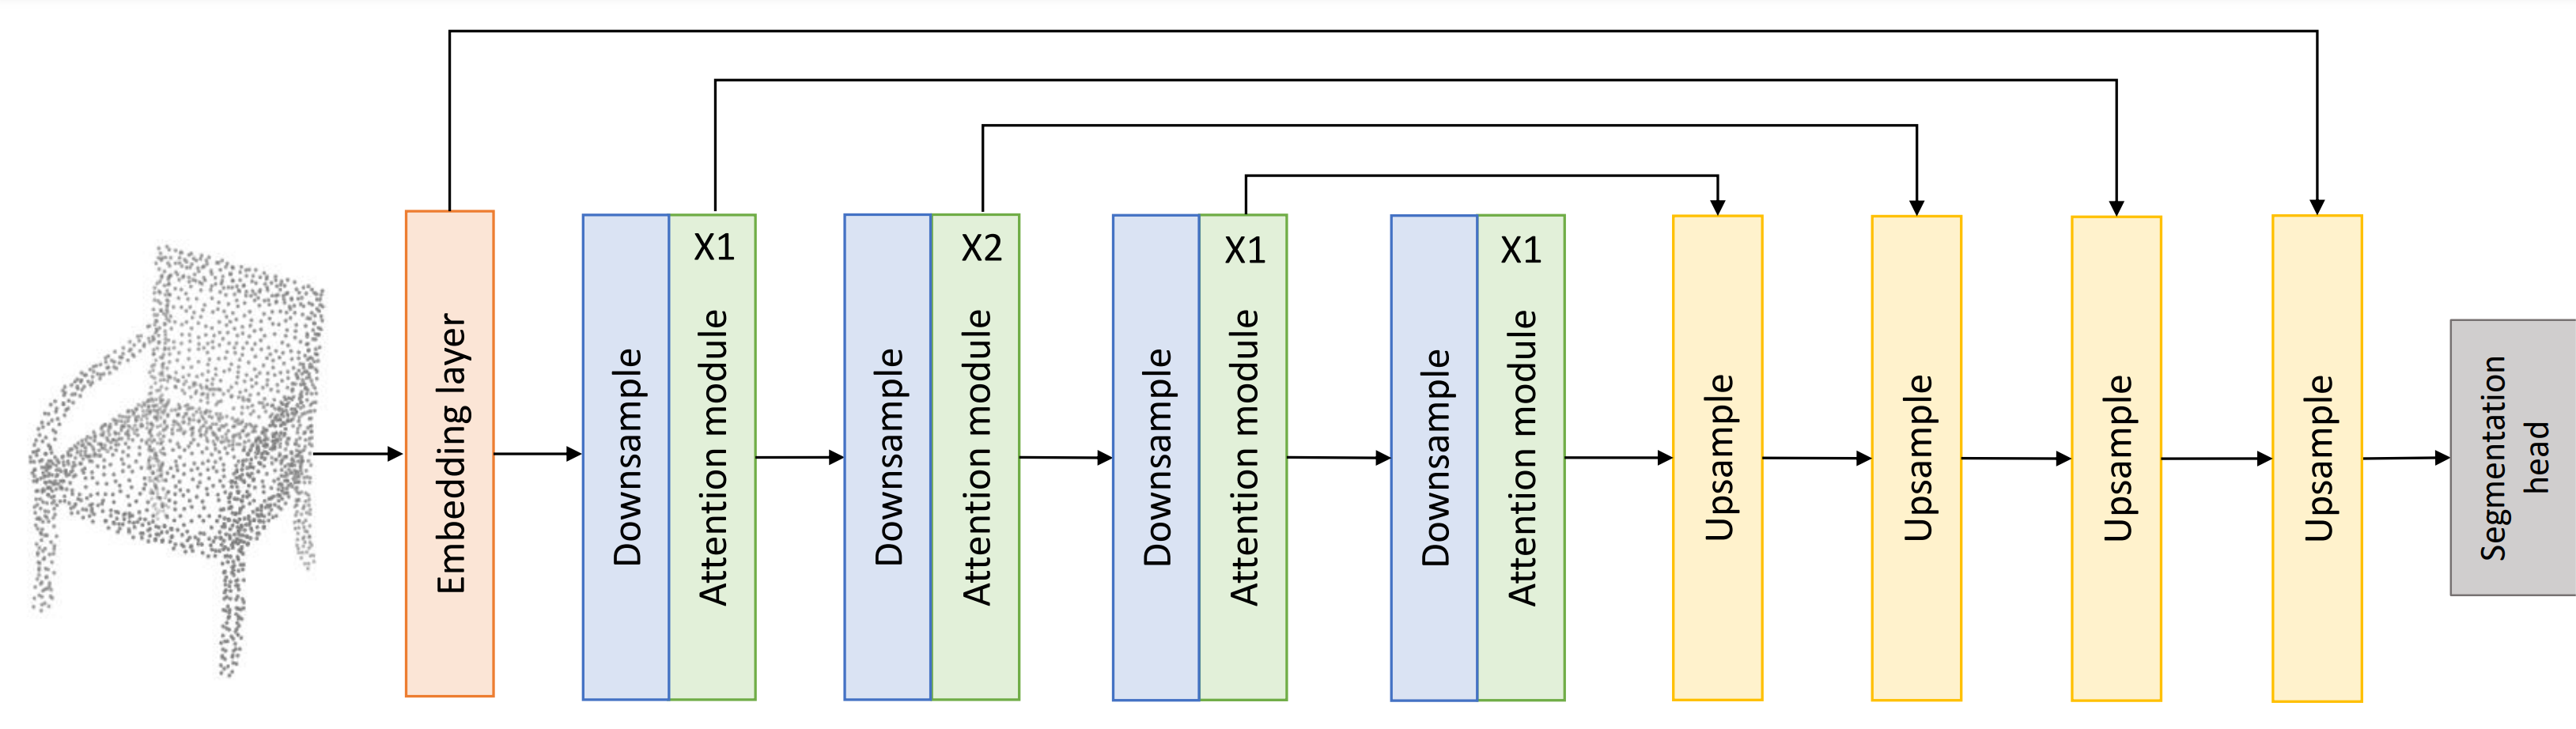 Embedding layer
Downsample
X1
Attention module
Downsample
X2
Attention module
Downsample
X1
Attention module
Downsample
X1
Attention module
Upsample
Upsample
Upsample
Upsample
Segmentation
head